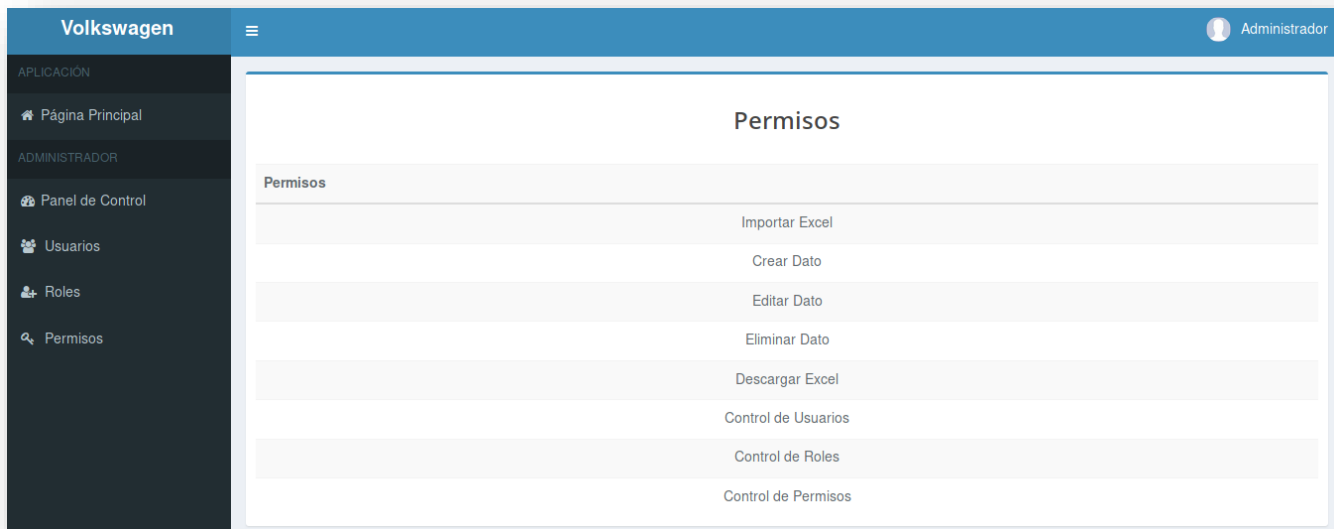 Volkswagen
Administrador
APLICACIÓN
Página Principal
ADMINISTRADOR
Panel de Control
Usuarios
Roles
Permisos
Permisos
Permisos
Importar Excel
Crear Dato
Editar Dato
Eliminar Dato
Descargar Excel
Control de Usuarios
Control de Roles
Control de Permisos